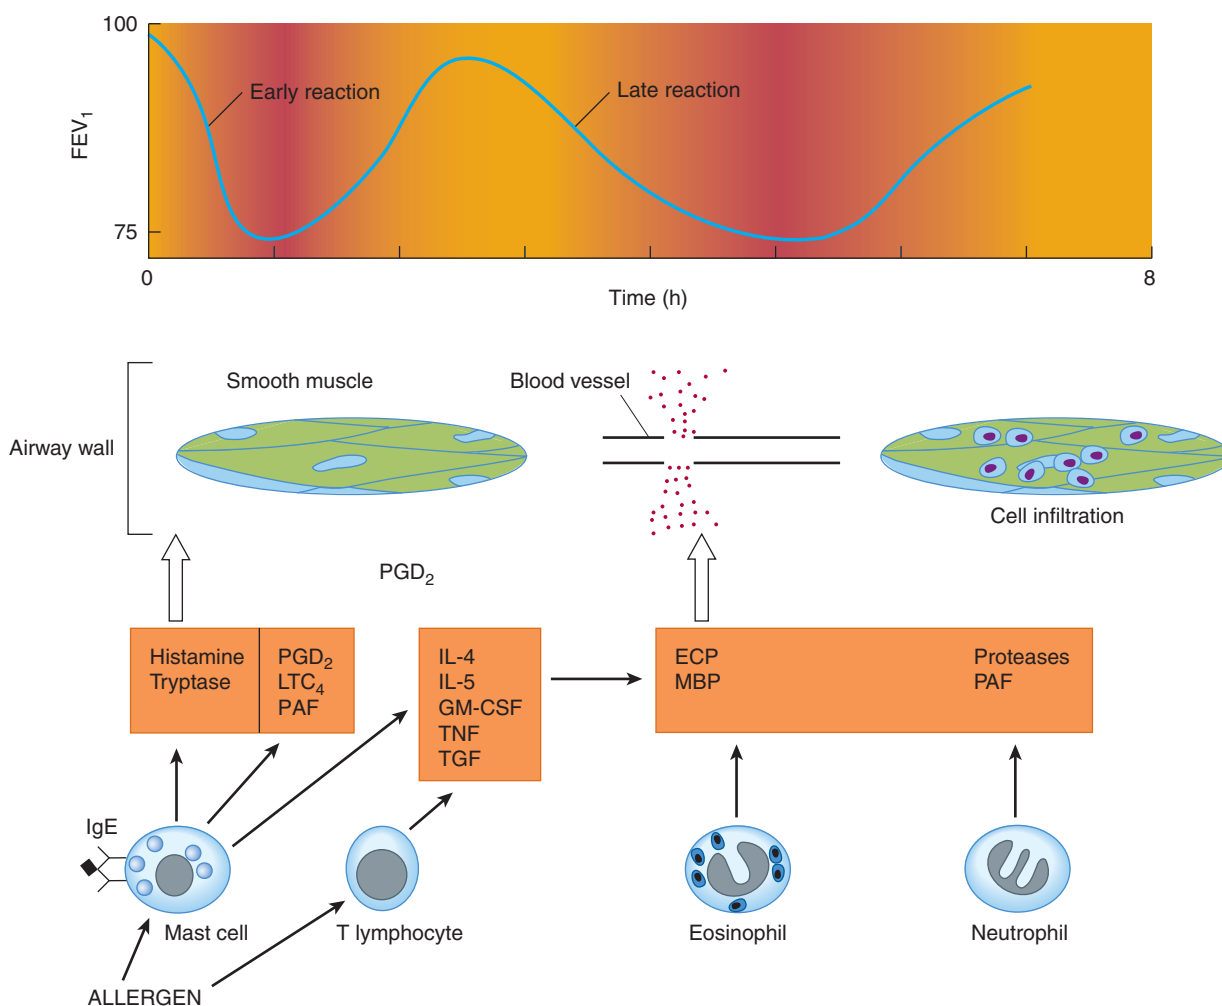 100
FEV1
75
Early reaction
Late reaction
0
8
Time (h)
Airway wall
Smooth muscle
Blood vessel
Cell infiltration
PGD2
Histamine
Tryptase
PGD2
LTC4
PAF
IL-4
IL-5
GM-CSF
TNF
TGF
ECP
MBP
Proteases
PAF
IgE
Mast cell
T lymphocyte
Eosinophil
Neutrophil
ALLERGEN